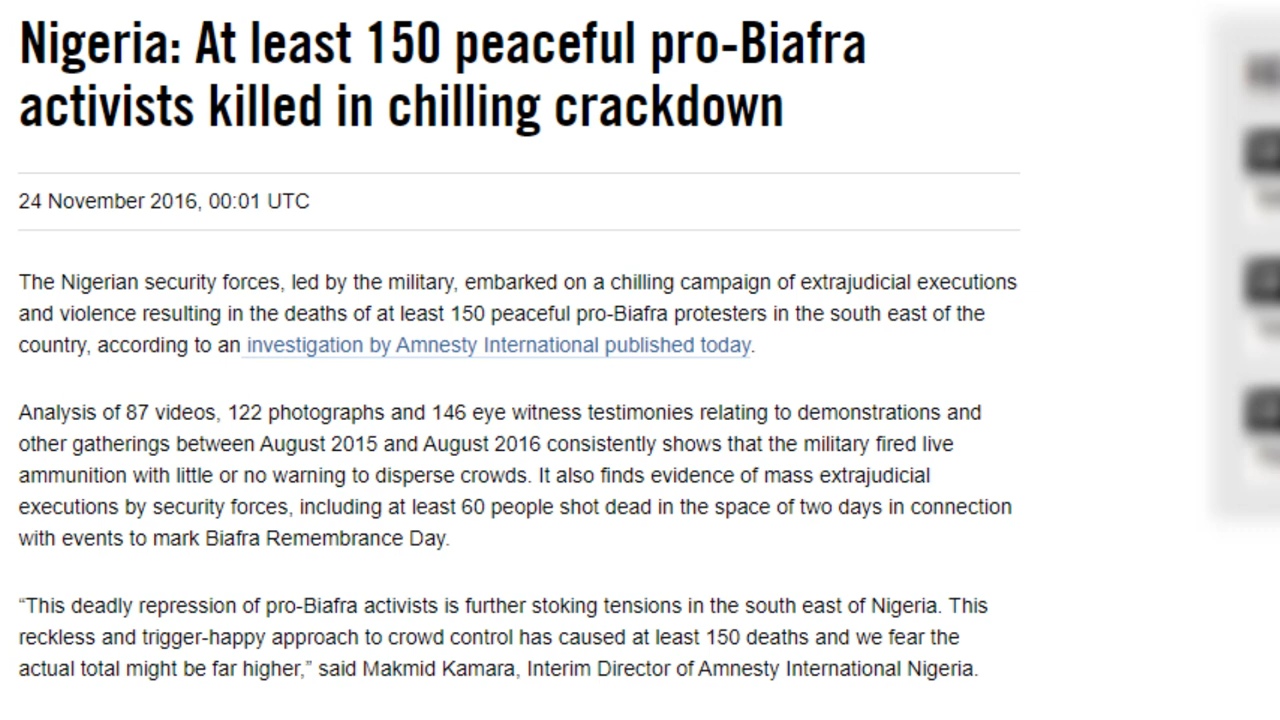 Nigeria: At least 150 peaceful pro-Biafra
activists killed in chilling crackdown
24 November 2016, 00:01 UTC
The Nigerian security forces, led by the military, embarked on a chilling campaign of extrajudicial executions
and violence resulting in the deaths of at least 150 peaceful pro-Biafra protesters in the south east of the
country, according to an investigation by Amnesty International published today.
Analysis of 87 videos, 122 photographs and 146 eye witness testimonies relating to demonstrations and
other gatherings between August 2015 and August 2016 consistently shows that the military fired live
ammunition with little or no warning to disperse crowds. It also finds evidence of mass extrajudicial
executions by security forces, including at least 60 people shot dead in the space of two days in connection
with events to mark Biafra Remembrance Day.
“This deadly repression of pro-Biafra activists is further stoking tensions in the south east of Nigeria. This
reckless and trigger-happy approach to crowd control has caused at least 150 deaths and we fear the
actual total might be far higher,” said Makmid Kamara, Interim Director of Amnesty International Nigeria.